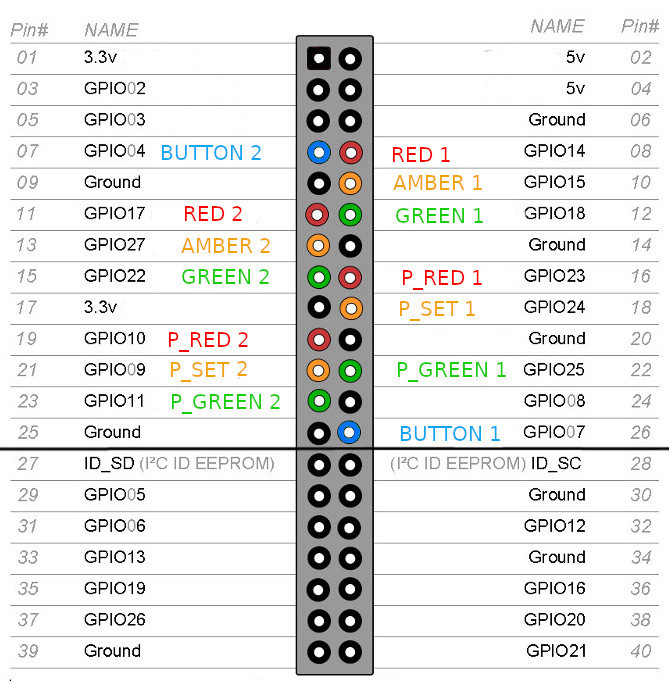 Pin# NAME NAME Pin#
01 3.3v 5v 02
03 GPIO02 5v 04
05 GPIO03 Ground 06
07 GPIO04 BUTTON 2 RED 1 GPIO14 08
09 Ground AMBER 1 GPIO15 10
11 GPIO17 RED 2 GREEN 1 GPIO18 12
13 GPIO27 AMBER 2 Ground 14
15 GPIO22 GREEN 2 P_RED 1 GPIO23 16
17 3.3v P_SET 1 GPIO24 18
19 GPIO10 P_RED 2 Ground 20
21 GPIO09 P_SET 2 P_GREEN 1 GPIO25 22
23 GPIO11 P_GREEN 2 GPIO08 24
25 Ground BUTTON 1 GPIO07 26
27 ID_SD (I²C ID EEPROM) (I²C ID EEPROM) ID_SC 28
29 GPIO05 Ground 30
31 GPIO06 GPIO12 32
33 GPIO13 Ground 34
35 GPIO19 GPIO16 36
37 GPIO26 GPIO20 38
39 Ground GPIO21 40